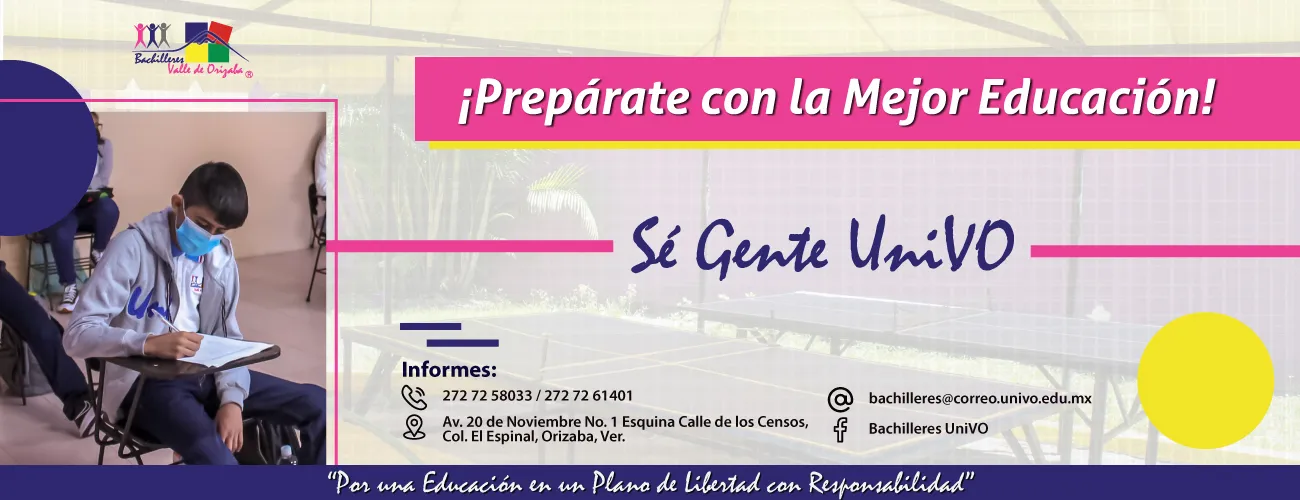 Bachilleres
Valle de Orizaba ®
¡Prepárate con la Mejor Educación!
Sé Gente UniVO
Informes:
272 72 58033 / 272 72 61401
Av. 20 de Noviembre No. 1 Esquina Calle de los Censos,
Col. El Espinal, Orizaba, Ver.
bachilleres@correo.univo.edu.mx
Bachilleres UniVO
“Por una Educación en un Plano de Libertad con Responsabilidad”